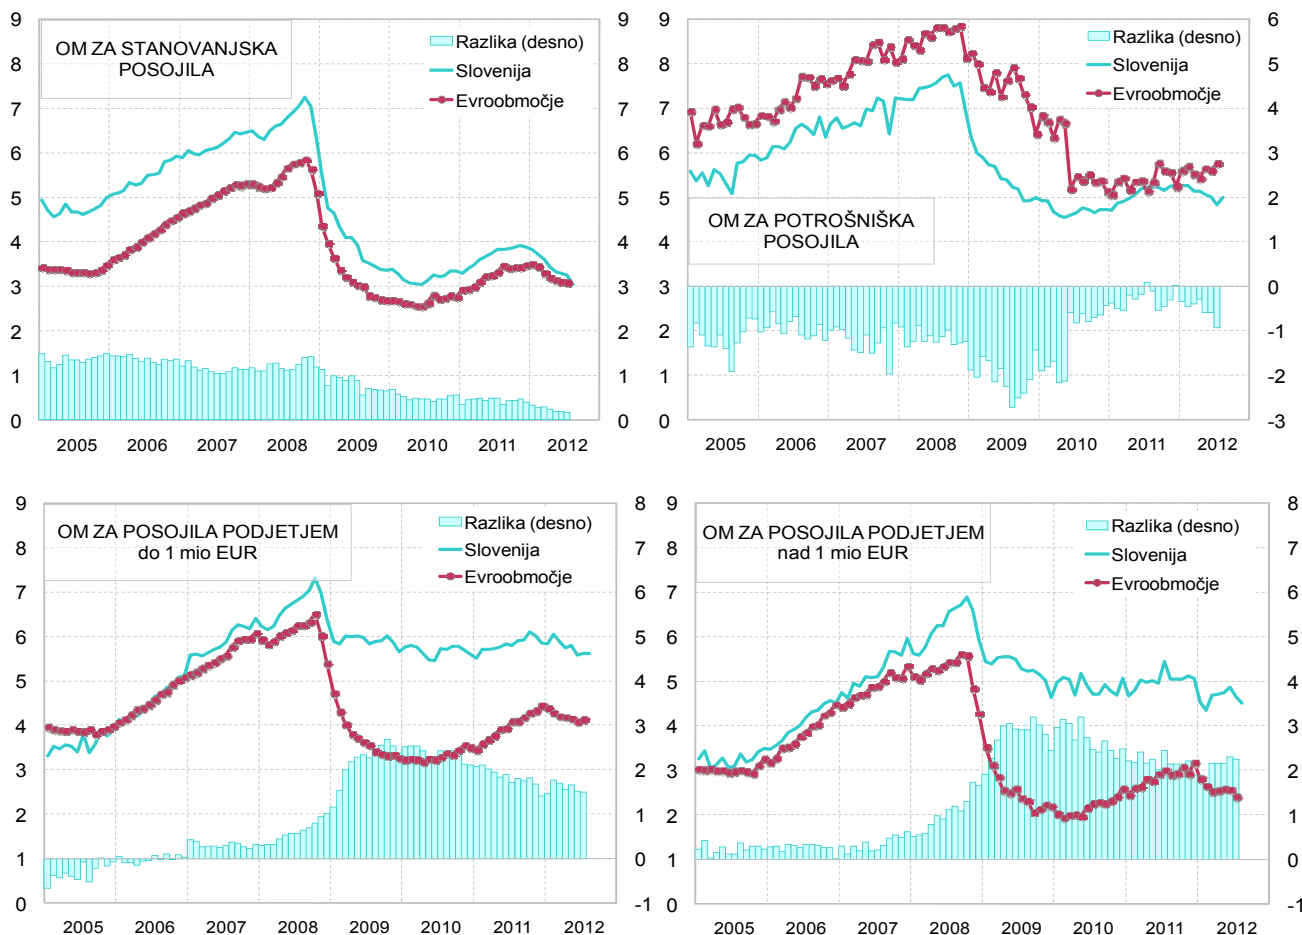 9 9
8 8
7 7
6 6
5 5
4 4
3 3
2 2
1 1
0 0
OM ZA STANOVANJSKA
POSOJILA
Razlika (desno)
Slovenija
Evroobmočje
2005 2006 2007 2008 2009 2010 2011 2012
9 6
8 5
7 4
6 3
5 2
4 1
3 0
2 -1
1 -2
0 -3
Razlika (desno)
Slovenija
Evroobmočje
OM ZA POTROŠNIŠKA
POSOJILA
2005 2006 2007 2008 2009 2010 2011 2012
9 8
8 7
7 6
6 5
5 4
4 3
3 2
2 1
1 0
0 -1
OM ZA POSOJILA PODJETJEM
do 1 mio EUR
Razlika (desno)
Slovenija
Evroobmočje
2005 2006 2007 2008 2009 2010 2011 2012
9 8
8 7
7 6
6 5
5 4
4 3
3 2
2 1
1 0
0 -1
OM ZA POSOJILA PODJETJEM
nad 1 mio EUR
Razlika (desno)
Slovenija
Evroobmočje
2005 2006 2007 2008 2009 2010 2011 2012